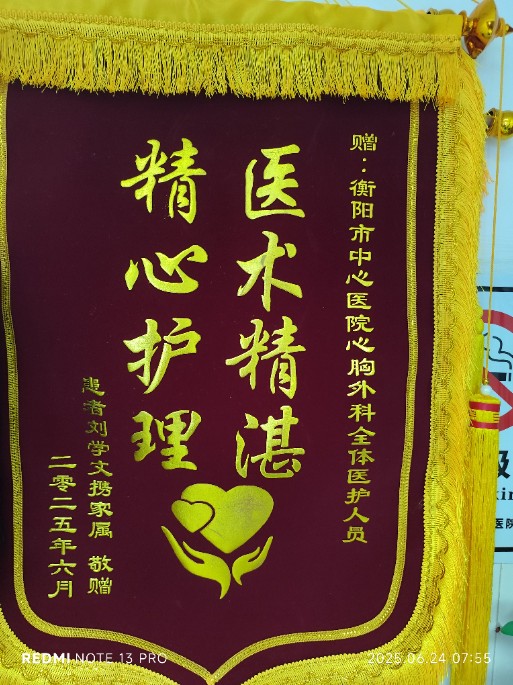 赠：衡阳市中心医院心胸外科全体医护人员
医术精湛
精心护理
患者刘学文携家属 敬赠
二零二五年六月
医院
REDMI NOTE 13 PRO
2025.06.24 07:55